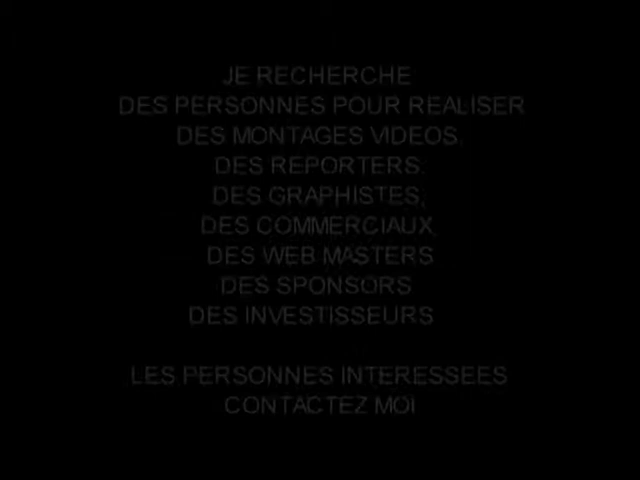 JE RECHERCHE
DES PERSONNES POUR REALISER
DES MONTAGES VIDEOS
DES REPORTERS,
DES GRAPHISTES,
DES COMMERCIAUX,
DES WEB MASTERS
DES SPONSORS
DES INVESTISSEURS
LES PERSONNES INTERESSEES
CONTACTEZ MOI